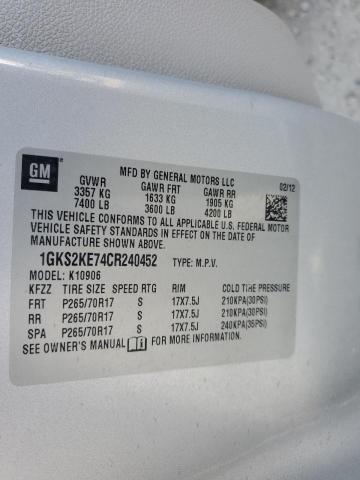 GM
MFD BY GENERAL MOTORS LLC
02/12
GVWR GAWR FRT GAWR RR
3357 KG 1633 KG 1905 KG
7400 LB 3600 LB 4200 LB
THIS VEHICLE CONFORMS TO ALL APPLICABLE U.S. FEDERAL MOTOR
VEHICLE SAFETY STANDARDS IN EFFECT ON THE DATE OF
MANUFACTURE SHOWN ABOVE.
1GKS2KE74CR240452 TYPE: M.P.V.
MODEL: K10906
KFZZ TIRE SIZE SPEED RTG RIM COLD TIRE PRESSURE
FRT P265/70R17 S 17X7.5J 210KPA(30PSI)
RR P265/70R17 S 17X7.5J 210KPA(30PSI)
SPA P265/70R17 S 17X7.5J 240KPA(35PSI)
SEE OWNER'S MANUAL FOR MORE INFORMATION.